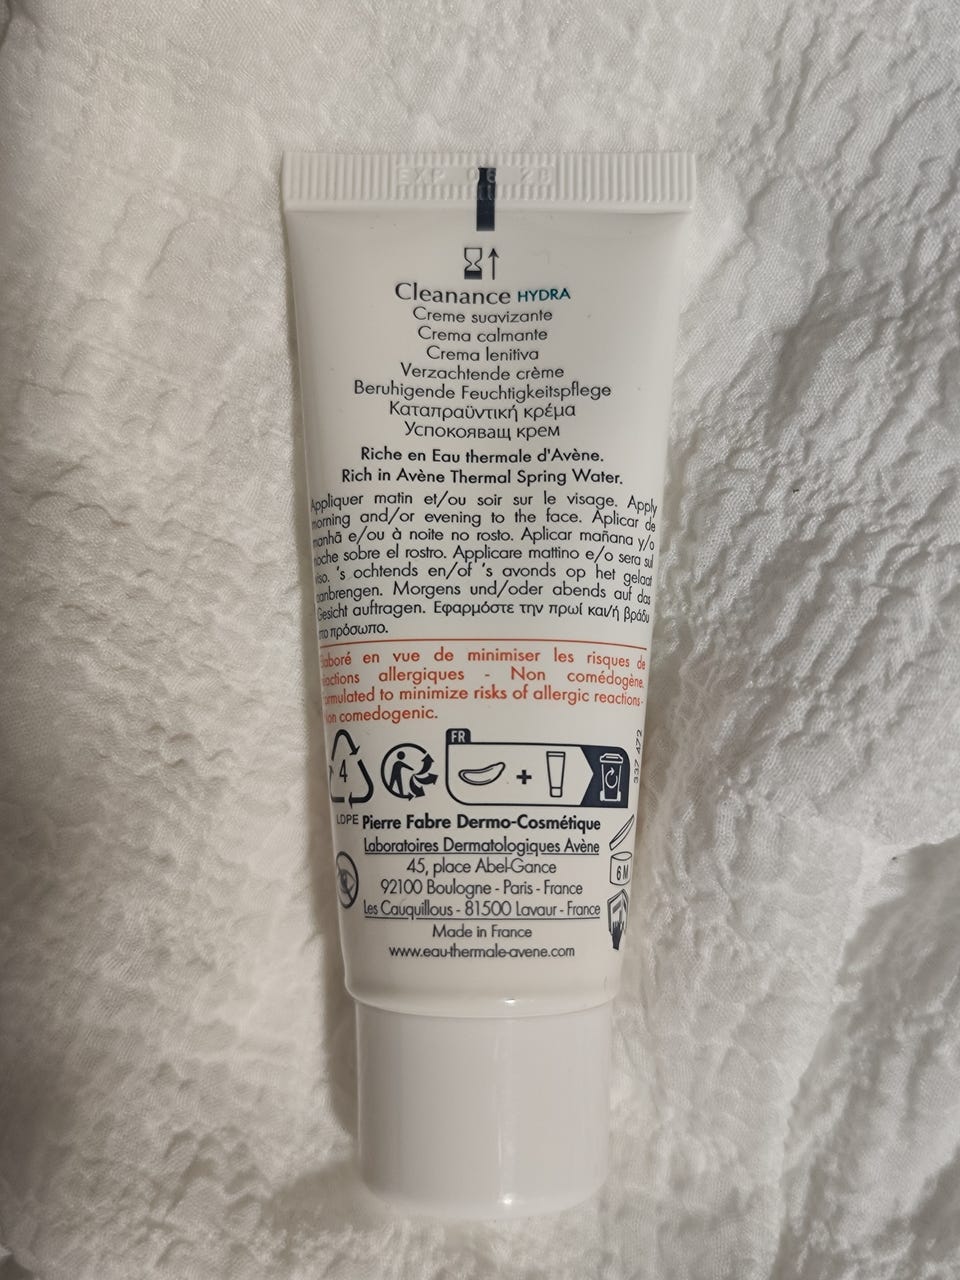 EXP 06 28
Cleanance HYDRA
Creme suavizante
Crema calmante
Crema lenitiva
Verzachtende crème
Beruhigende Feuchtigkeitspflege
Καταπραϋντική κρέμα
Успокояващ крем
Riche en Eau thermale d'Avène.
Rich in Avène Thermal Spring Water.
Appliquer matin et/ou soir sur le visage. Apply
morning and/or evening to the face. Aplicar de
manhã e/ou à noite no rosto. Aplicar mañana y/o
noche sobre el rostro. Applicare mattino e/o sera sul
viso. 's ochtends en/of 's avonds op het gelaat
aanbrengen. Morgens und/oder abends auf das
Gesicht auftragen. Εφαρμόστε την πρωί και/ή βράδυ
στο πρόσωπο.
Elaboré en vue de minimiser les risques de
réactions allergiques - Non comédogène.
Formulated to minimize risks of allergic reactions-
Non comedogenic.
FR
4
+
337 472
LDPE
Pierre Fabre Dermo-Cosmétique
Laboratoires Dermatologiques Avène
45, place Abel-Gance
6 M
92100 Boulogne - Paris - France
Les Cauquillous - 81500 Lavaur - France
Made in France
www.eau-thermale-avene.com